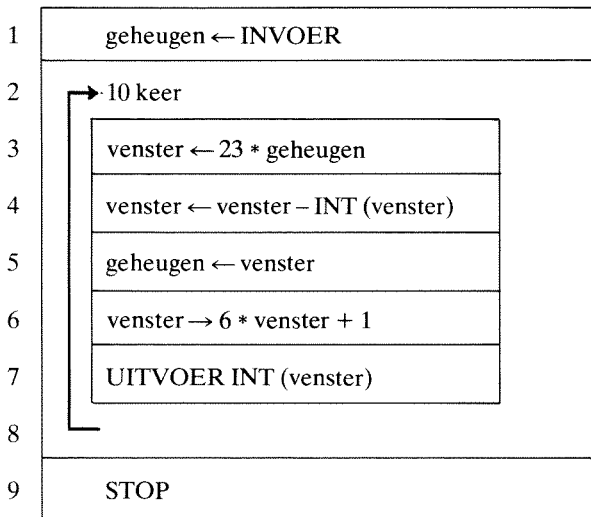 1 geheugen ← INVOER
2 10 keer
3 venster ← 23 * geheugen
4 venster ← venster – INT (venster)
5 geheugen ← venster
6 venster → 6 * venster + 1
7 UITVOER INT (venster)
8
9 STOP